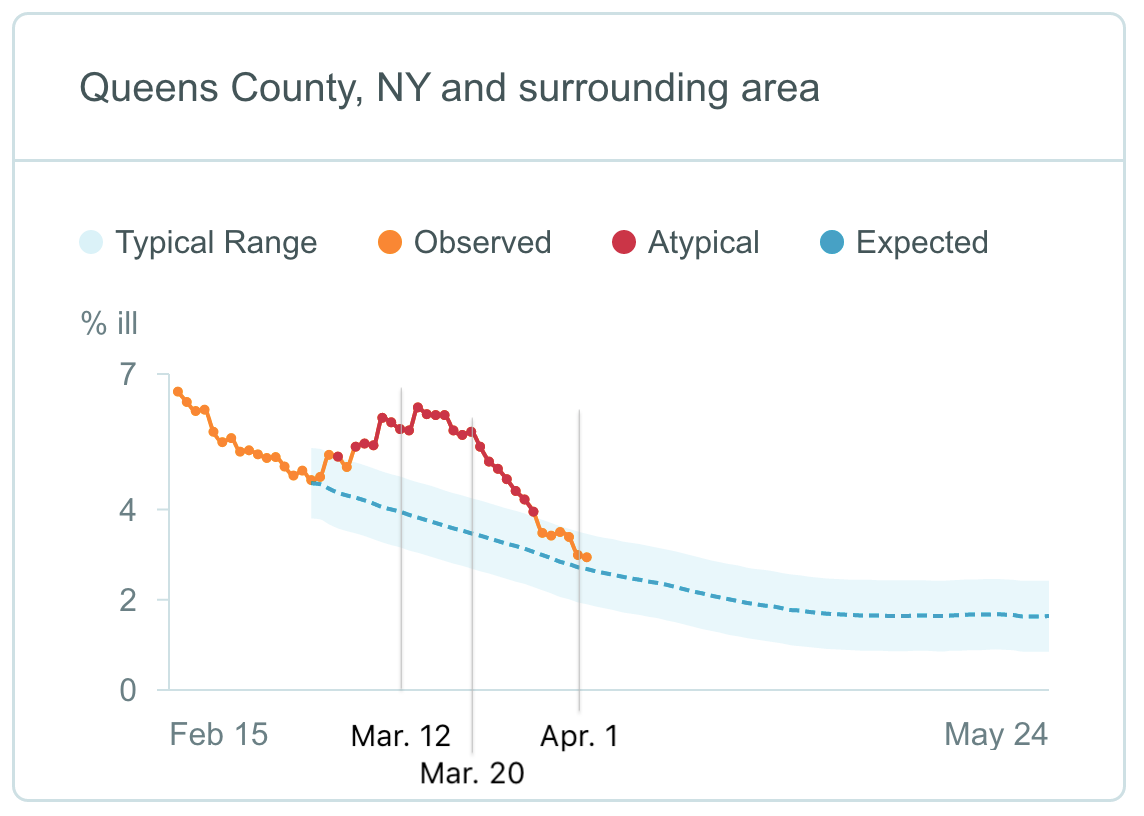 Queens County, NY and surrounding area
Typical Range Observed Atypical Expected
% ill
7
4
2
0
Feb 15 Mar. 12 Apr. 1 May 24
Mar. 20